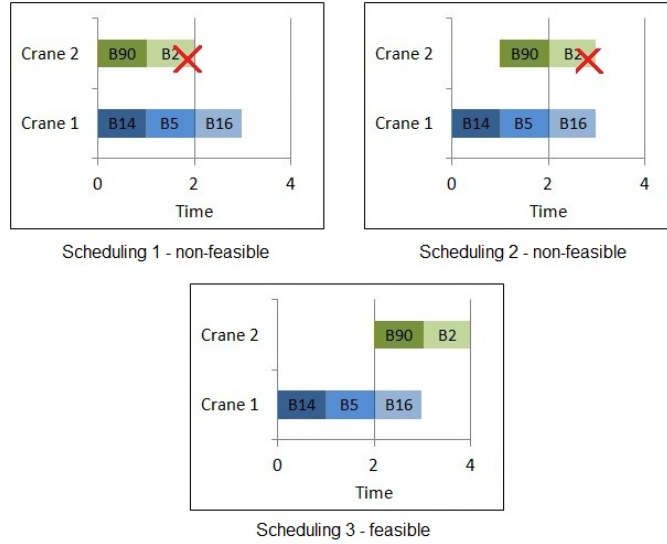 Crane 2 B90 B2
Crane 1 B14 B5 B16
0 2 4
Time
Scheduling 1 - non-feasible
Crane 2 B90 B2
Crane 1 B14 B5 B16
0 2 4
Time
Scheduling 2 - non-feasible
Crane 2 B90 B2
Crane 1 B14 B5 B16
0 2 4
Time
Scheduling 3 - feasible